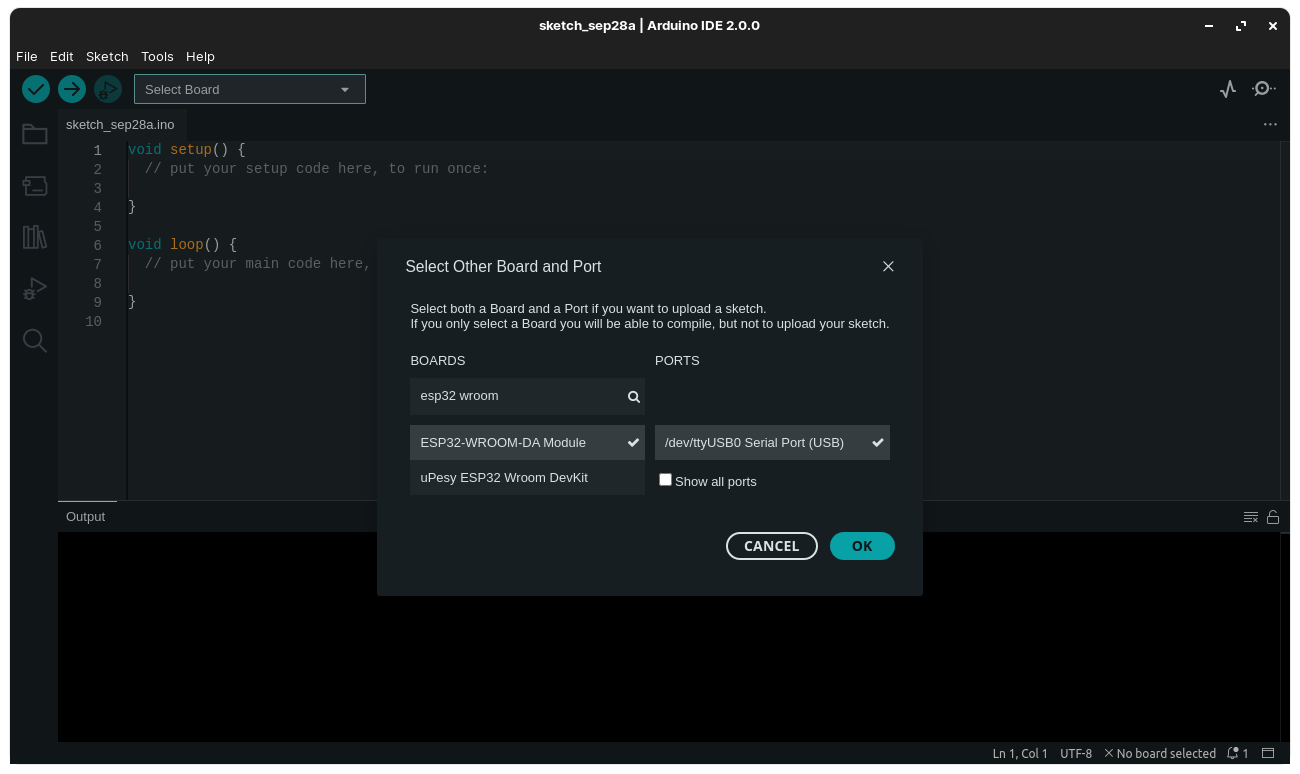 sketch_sep28a | Arduino IDE 2.0.0
File Edit Sketch Tools Help
Select Board
sketch_sep28a.ino
1 void setup() {
2 // put your setup code here, to run once:
3
4 }
5
6 void loop() {
7 // put your main code here,
8
9 }
10
Select Other Board and Port
Select both a Board and a Port if you want to upload a sketch.
If you only select a Board you will be able to compile, but not to upload your sketch.
BOARDS PORTS
esp32 wroom
ESP32-WROOM-DA Module /dev/ttyUSB0 Serial Port (USB)
uPesy ESP32 Wroom DevKit Show all ports
CANCEL OK
Output
Ln 1, Col 1 UTF-8 No board selected 1